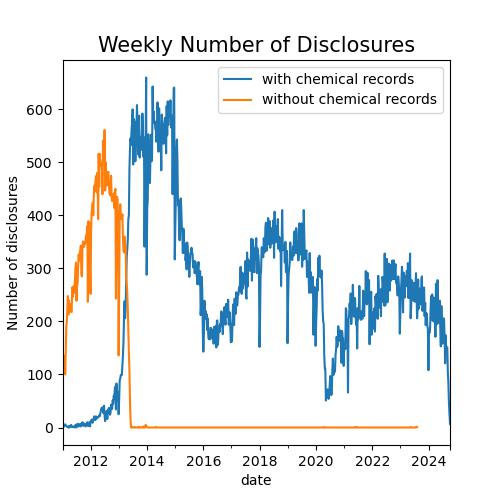 Weekly Number of Disclosures
with chemical records
without chemical records
Number of disclosures
600
500
400
300
200
100
0
2012 2014 2016 2018 2020 2022 2024
date